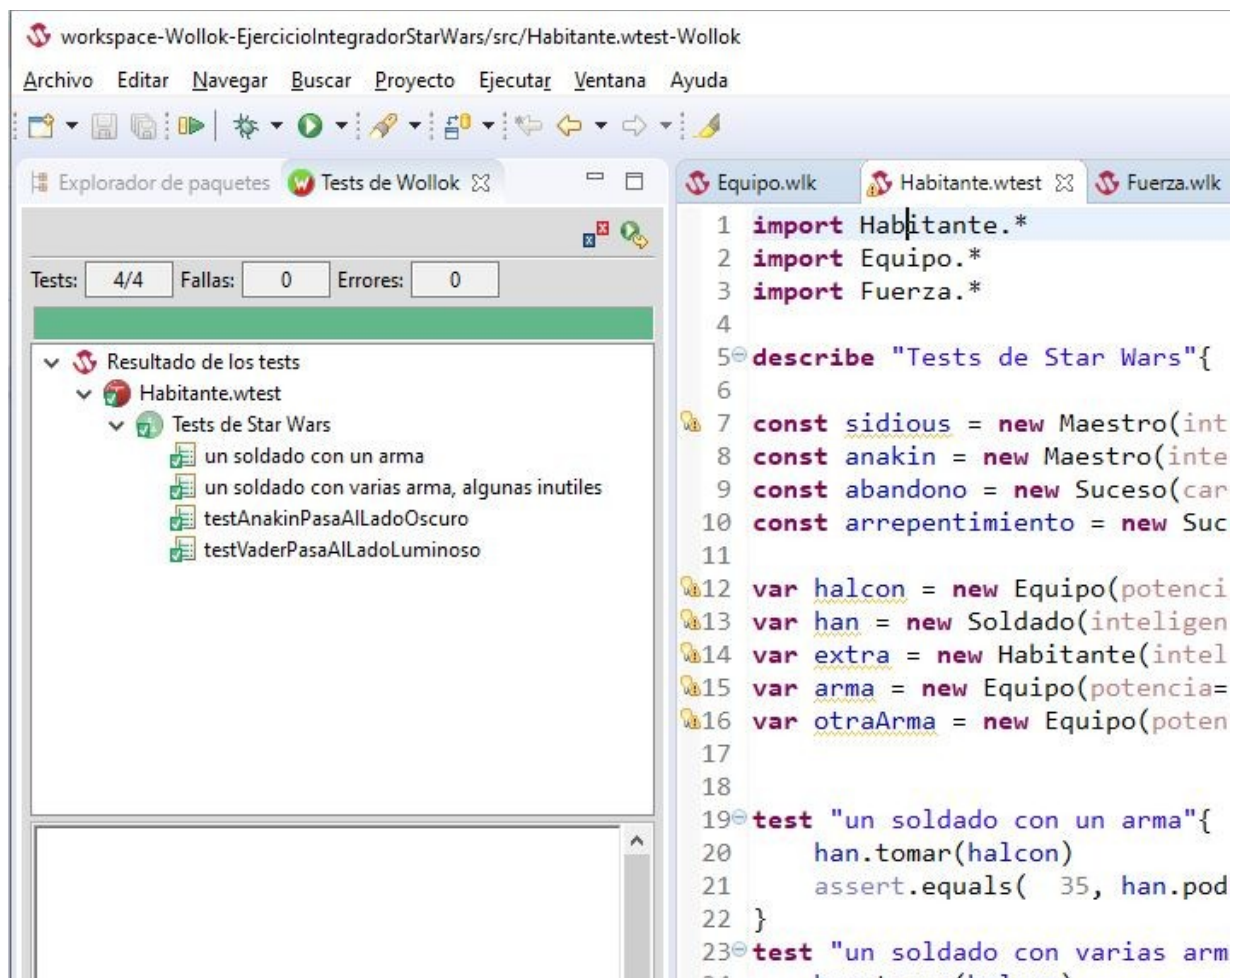 workspace-Wollok-EjercicioIntegradorStarWars/src/Habitante.wtest-Wollok
Archivo Editar Navegar Buscar Proyecto Ejecutar Ventana Ayuda
Explorador de paquetes Tests de Wollok
Tests: 4/4 Fallas: 0 Errores: 0
Resultado de los tests
Habitante.wtest
Tests de Star Wars
un soldado con un arma
un soldado con varias arma, algunas inutiles
testAnakinPasaAlLadoOscuro
testVaderPasaAlLadoLuminoso
Equipo.wlk Habitante.wtest Fuerza.wlk
1 import Habitante.*
2 import Equipo.*
3 import Fuerza.*
4
5 describe "Tests de Star Wars"{
6
7 const sidious = new Maestro(int
8 const anakin = new Maestro(inte
9 const abandono = new Suceso(car
10 const arrepentimiento = new Suc
11
12 var halcon = new Equipo(potenci
13 var han = new Soldado(inteligen
14 var extra = new Habitante(intel
15 var arma = new Equipo(potencia=
16 var otraArma = new Equipo(poten
17
18
19 test "un soldado con un arma"{
20 han.tomar(halcon)
21 assert.equals( 35, han.pod
22 }
23 test "un soldado con varias arm